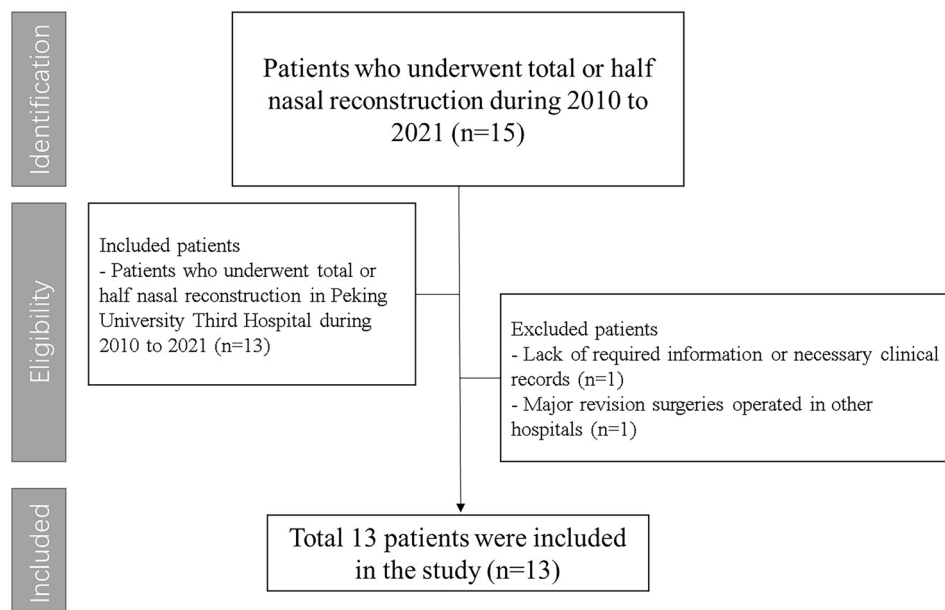 Identification
Patients who underwent total or half
nasal reconstruction during 2010 to
2021 (n=15)
Eligibility
Included patients
- Patients who underwent total or
half nasal reconstruction in Peking
University Third Hospital during
2010 to 2021 (n=13)
Excluded patients
- Lack of required information or necessary clinical
records (n=1)
- Major revision surgeries operated in other
hospitals (n=1)
Included
Total 13 patients were included
in the study (n=13)